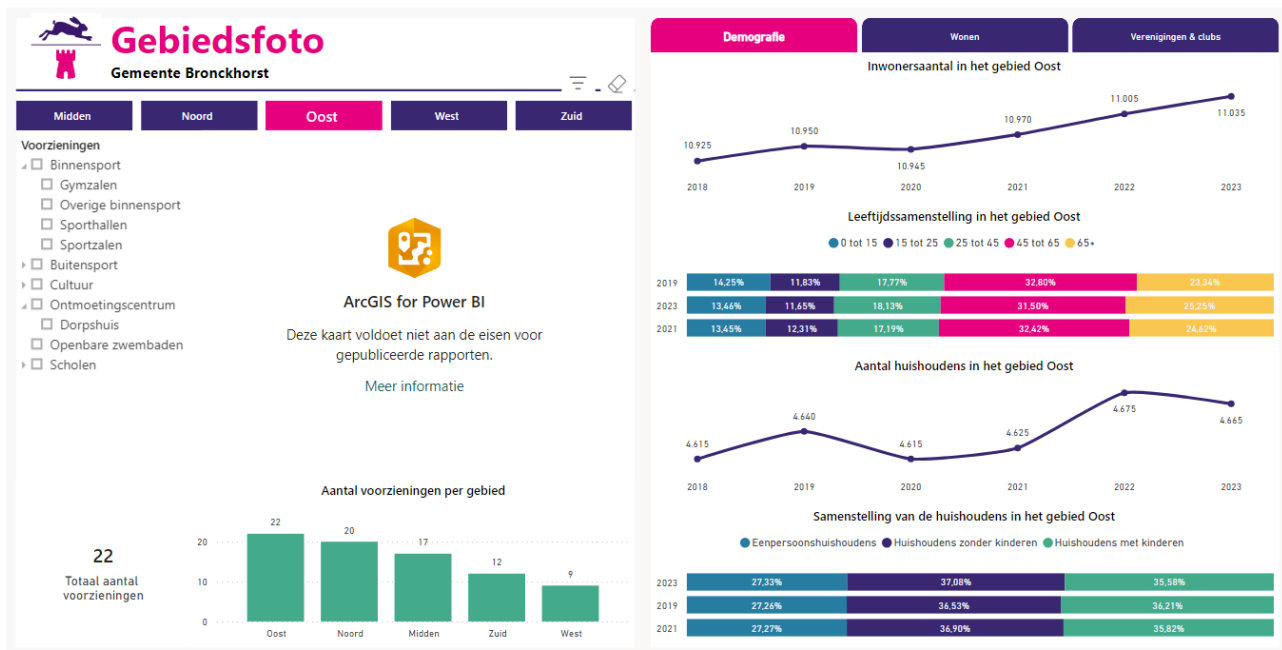 Gebiedsfoto
Gemeente Bronckhorst
Midden
Noord
Oost
West
Zuid
Voorzieningen
Binnensport
Gymzalen
Overige binnensport
Sporthallen
Sportzalen
Buitensport
Cultuur
Ontmoetingscentrum
Dorpshuis
Openbare zwembaden
Scholen
ArcGIS for Power BI
Deze kaart voldoet niet aan de eisen voor
gepubliceerde rapporten.
Meer informatie
22
Totaal aantal
voorzieningen
Aantal voorzieningen per gebied
22
20
17
12
9
20
10
0
Oost Noord Midden Zuid West
Demografie
Wonen
Verenigingen & clubs
Inwonersaantal in het gebied Oost
10.925 10.950 10.945 10.970 11.005 11.035
2018 2019 2020 2021 2022 2023
Leeftijdssamenstelling in het gebied Oost
0 tot 15 15 tot 25 25 tot 45 45 tot 65 65+
2019 14,25% 11,83% 17,77% 32,80% 23,34%
2023 13,46% 11,65% 18,13% 31,50% 25,25%
2021 13,45% 12,31% 17,19% 32,42% 24,62%
Aantal huishoudens in het gebied Oost
4.615 4.640 4.615 4.625 4.675 4.665
2018 2019 2020 2021 2022 2023
Samenstelling van de huishoudens in het gebied Oost
Eenpersoonshuishoudens Huishoudens zonder kinderen Huishoudens met kinderen
2023 27,33% 37,08% 35,58%
2019 27,26% 36,53% 36,21%
2021 27,27% 36,90% 35,82%